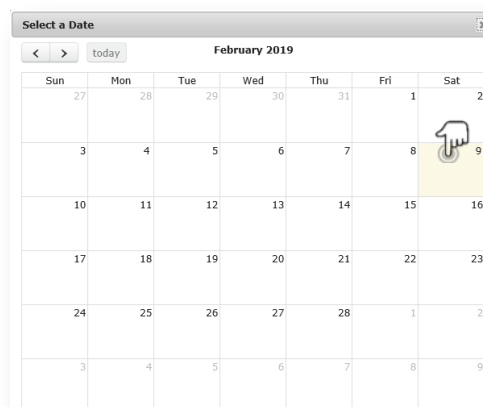 Select a Date
< > today February 2019
Sun Mon Tue Wed Thu Fri Sat
27 28 29 30 31 1 2
3 4 5 6 7 8 9
10 11 12 13 14 15 16
17 18 19 20 21 22 23
24 25 26 27 28 1 2
3 4 5 6 7 8 9